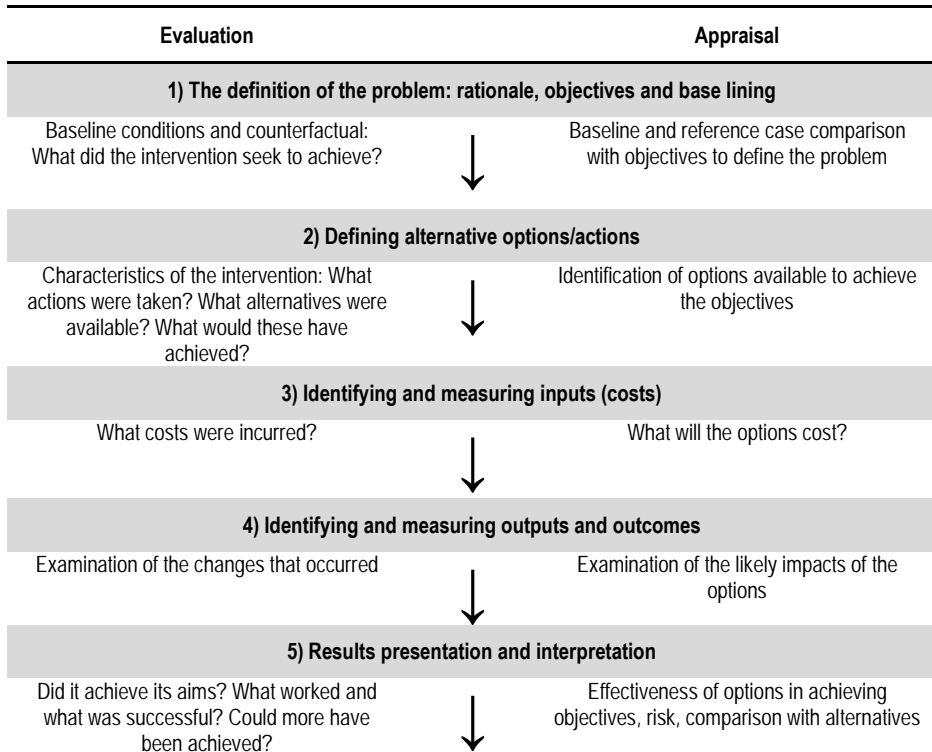 Evaluation
Appraisal
1) The definition of the problem: rationale, objectives and base lining
Baseline conditions and counterfactual:
What did the intervention seek to achieve?
Baseline and reference case comparison
with objectives to define the problem
2) Defining alternative options/actions
Characteristics of the intervention: What
actions were taken? What alternatives were
available? What would these have
achieved?
Identification of options available to achieve
the objectives
3) Identifying and measuring inputs (costs)
What costs were incurred?
What will the options cost?
4) Identifying and measuring outputs and outcomes
Examination of the changes that occurred
Examination of the likely impacts of the
options
5) Results presentation and interpretation
Did it achieve its aims? What worked and
what was successful? Could more have
been achieved?
Effectiveness of options in achieving
objectives, risk, comparison with alternatives